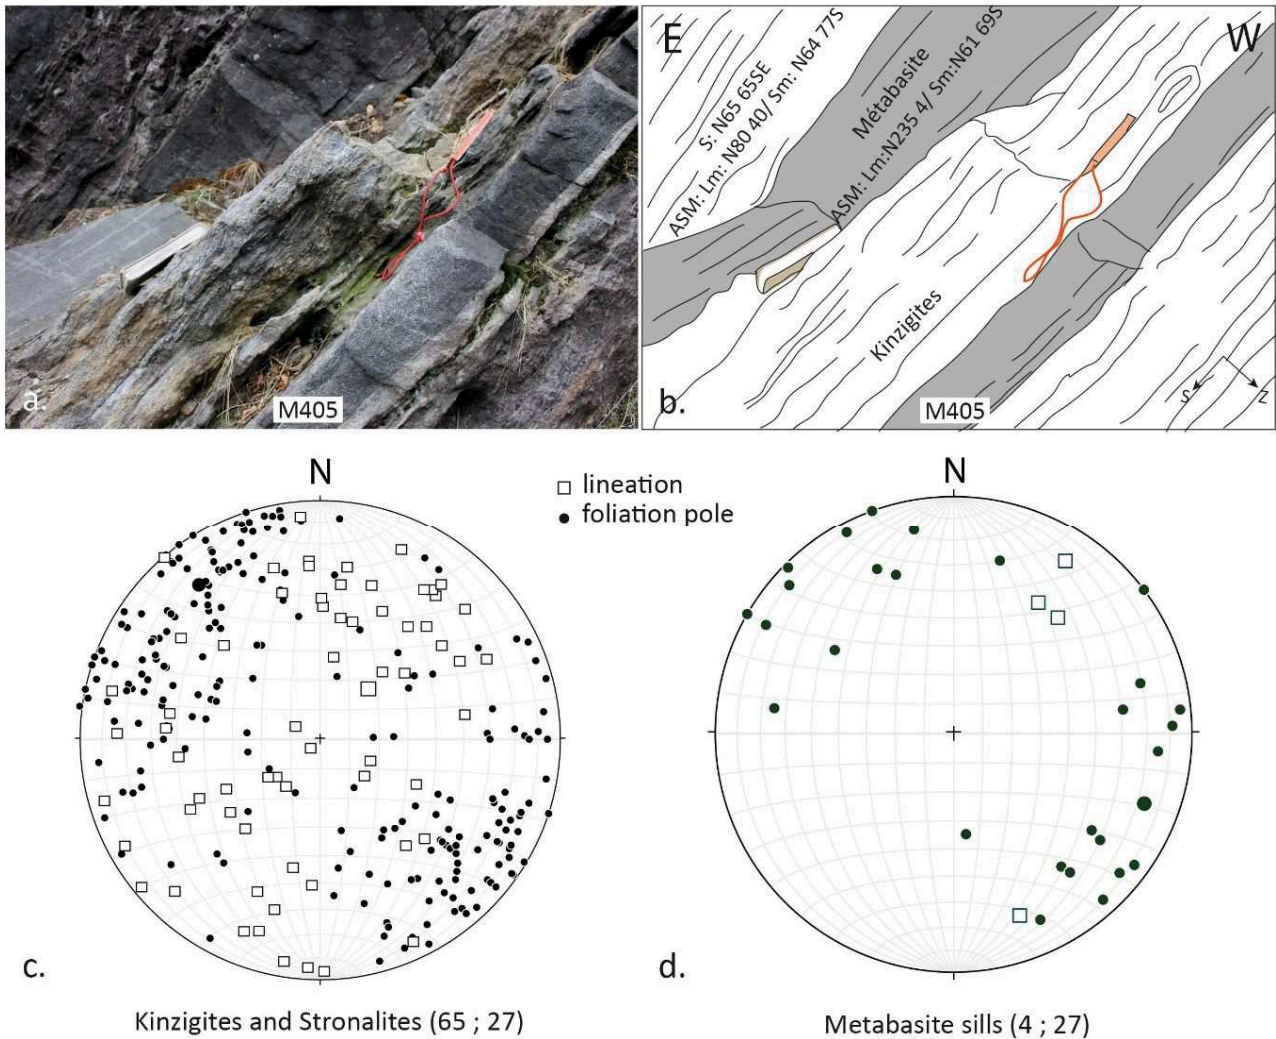 a.
M405
E
W
S: N65 65SE
ASM: Lm: N80 40/ Sm: N64 77S
Métabasite
ASM: Lm:N235 4/ Sm:N61 69S
Kinzigites
S
Z
b.
M405
N
lineation
foliation pole
N
c.
d.
Kinzigites and Stronalites (65 ; 27)
Metabasite sills (4 ; 27)